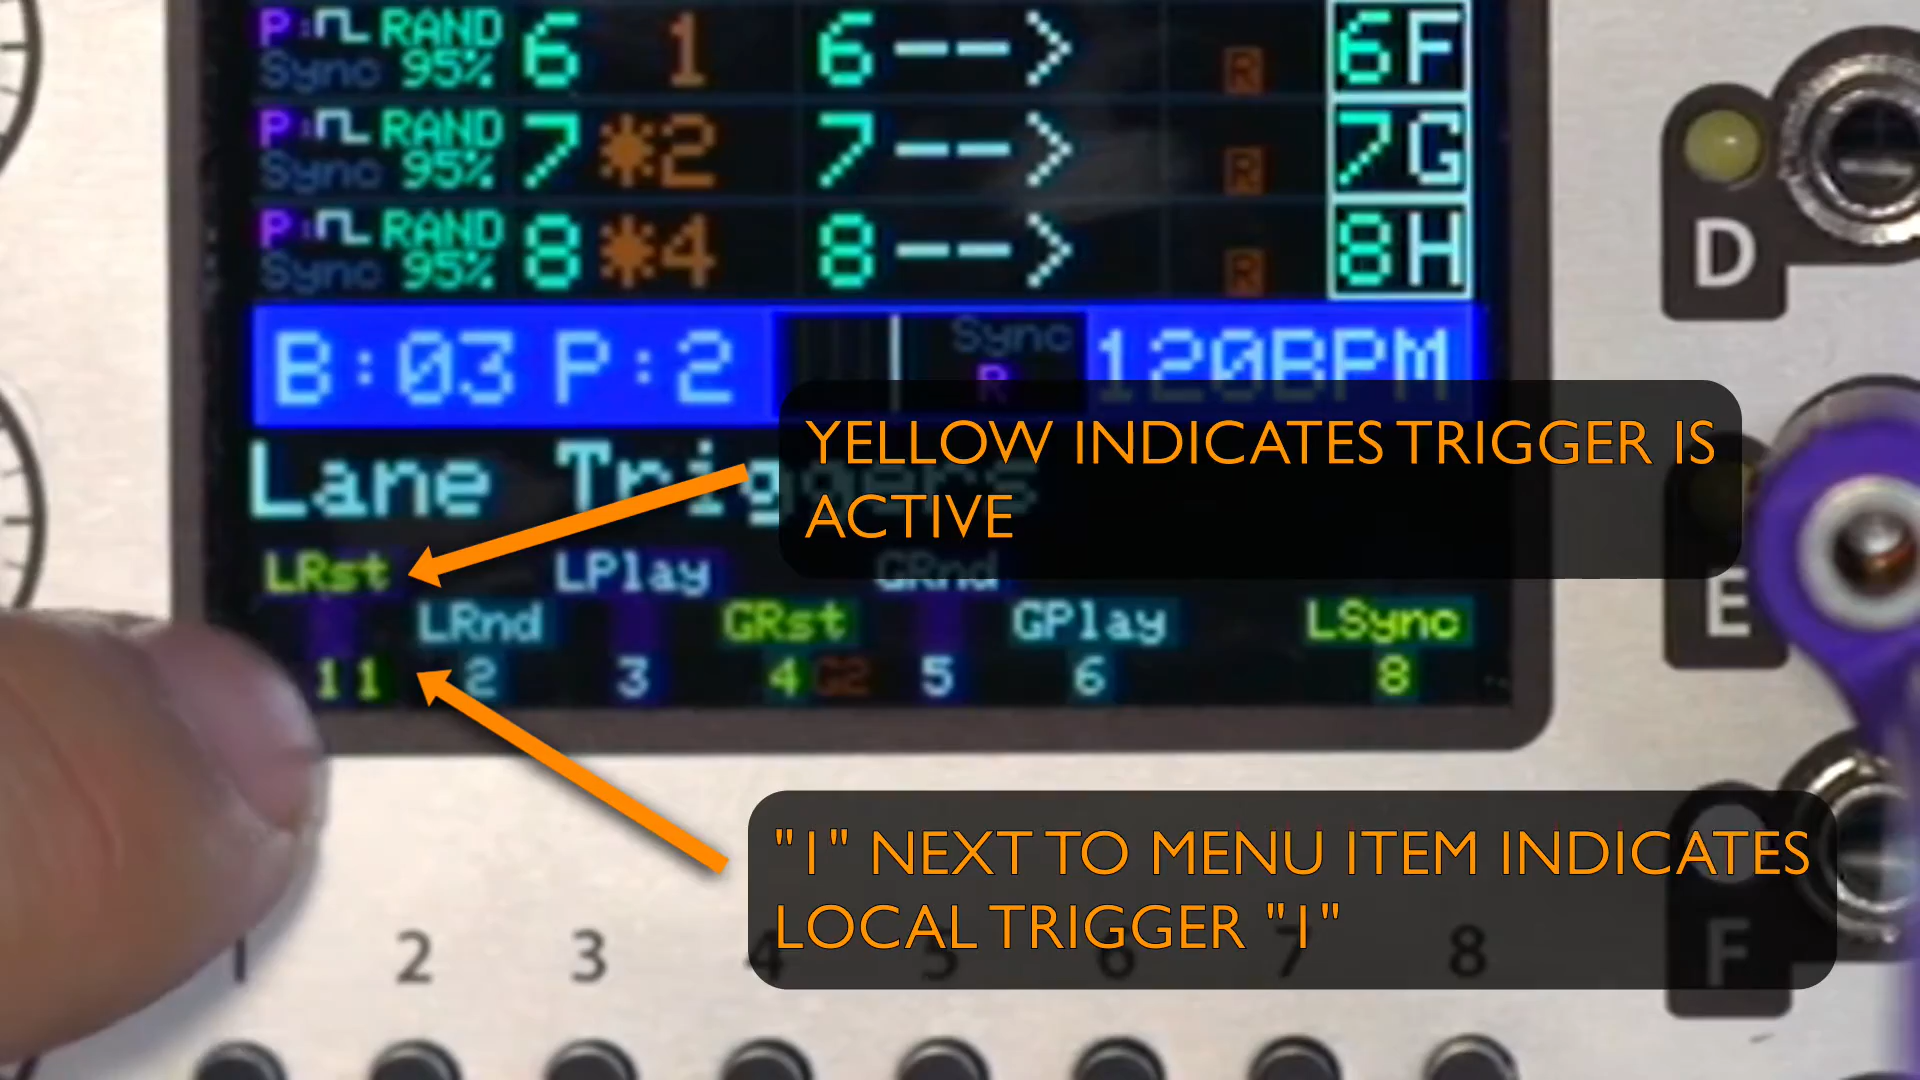 P: RAND 6 1 6--> R 6F
Sync 95%
P: RAND 7 *2 7--> R 7G
Sync 95%
P: RAND 8 *4 8--> R 8H
Sync 95%
B:03 P:2 Sync R 120BPM
Lane Triggers
YELLOW INDICATES TRIGGER IS
ACTIVE
LRst LPlay GRnd
LRnd GRst GPlay LSync
1 1 2 3 4 G2 5 6 8
"1" NEXT TO MENU ITEM INDICATES
LOCAL TRIGGER "1"
1 2 3 4 5 6 7 8
D
E
F